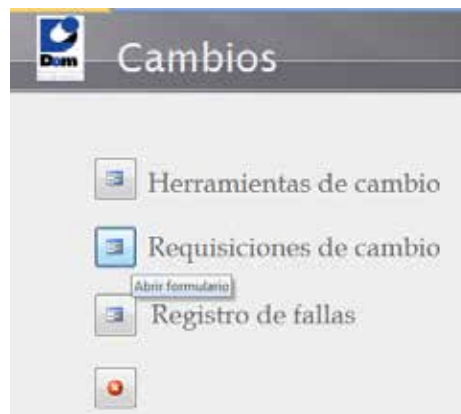 Dom
Cambios
Herramientas de cambio
Requisiciones de cambio
Abrir formulario
Registro de fallas